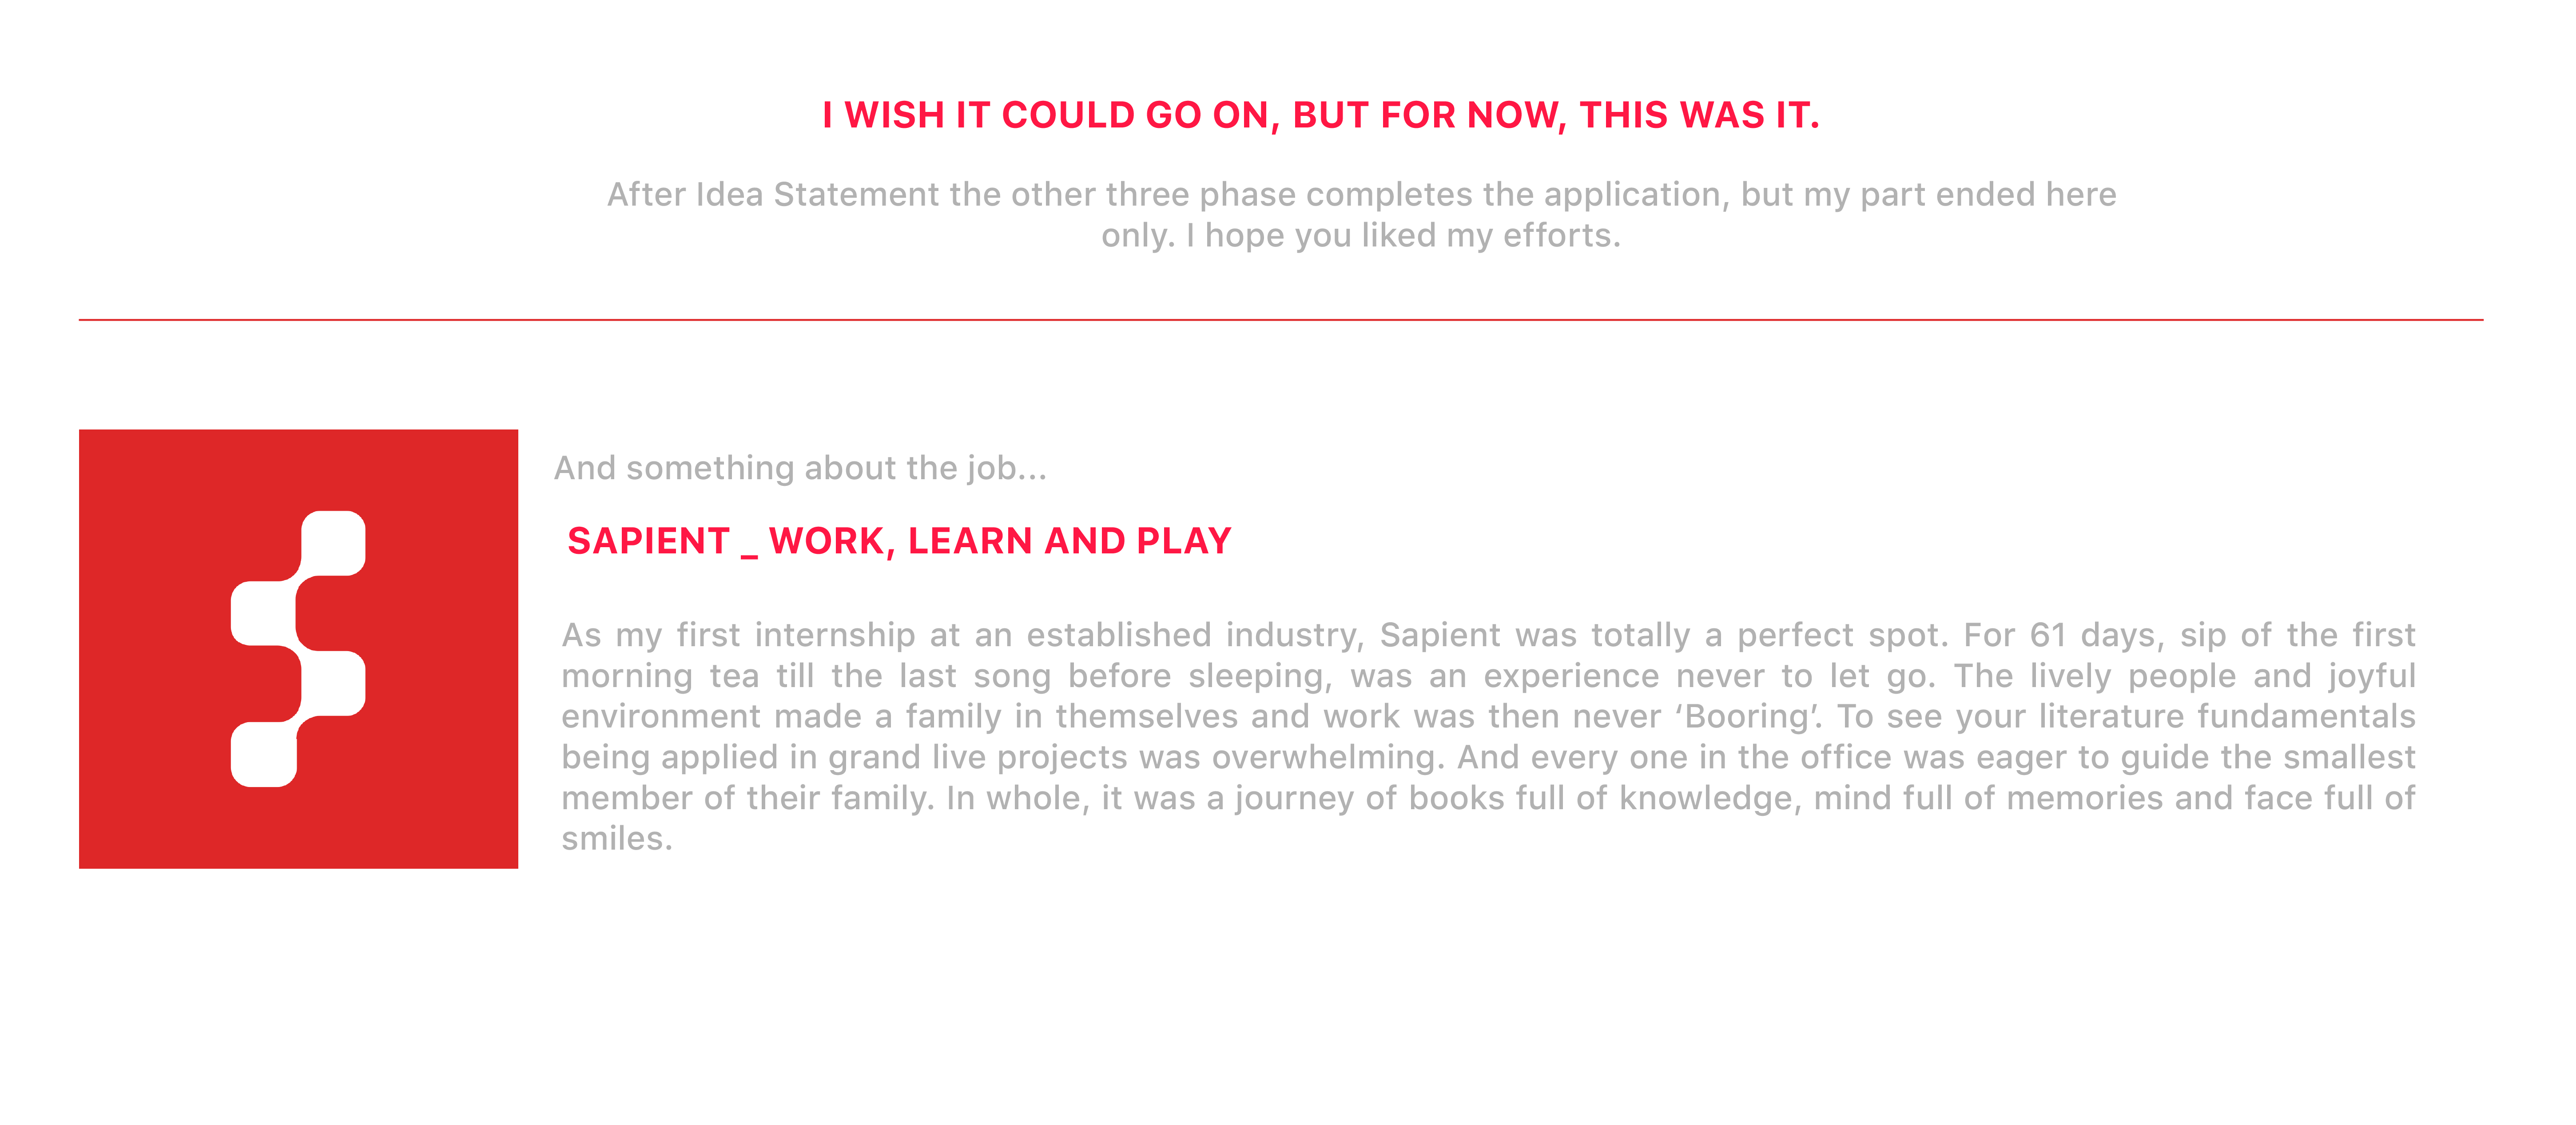 I WISH IT COULD GO ON, BUT FOR NOW, THIS WAS IT.
After Idea Statement the other three phase completes the application, but my part ended here
only. I hope you liked my efforts.
And something about the job...
SAPIENT _ WORK, LEARN AND PLAY
As my first internship at an established industry, Sapient was totally a perfect spot. For 61 days, sip of the first
morning tea till the last song before sleeping, was an experience never to let go. The lively people and joyful
environment made a family in themselves and work was then never ‘Booring’. To see your literature fundamentals
being applied in grand live projects was overwhelming. And every one in the office was eager to guide the smallest
member of their family. In whole, it was a journey of books full of knowledge, mind full of memories and face full of
smiles.